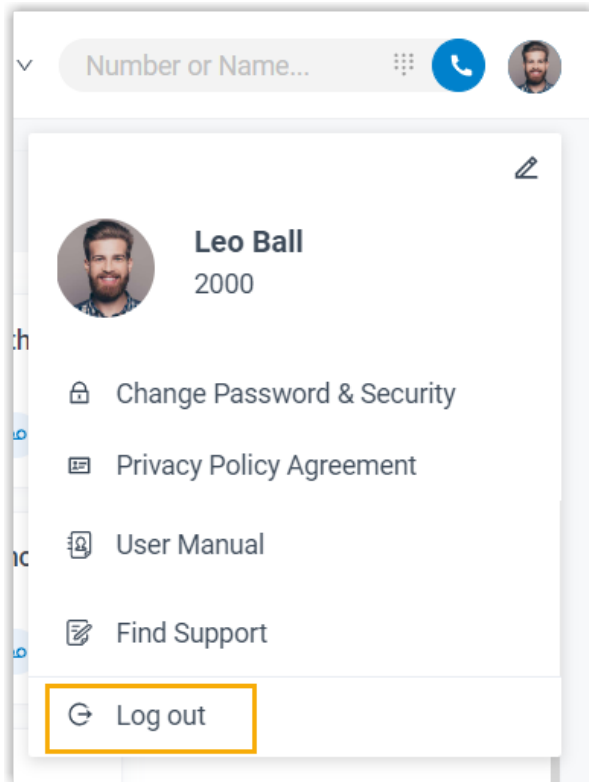 Number or Name...
Leo Ball
2000
Change Password & Security
Privacy Policy Agreement
User Manual
Find Support
Log out